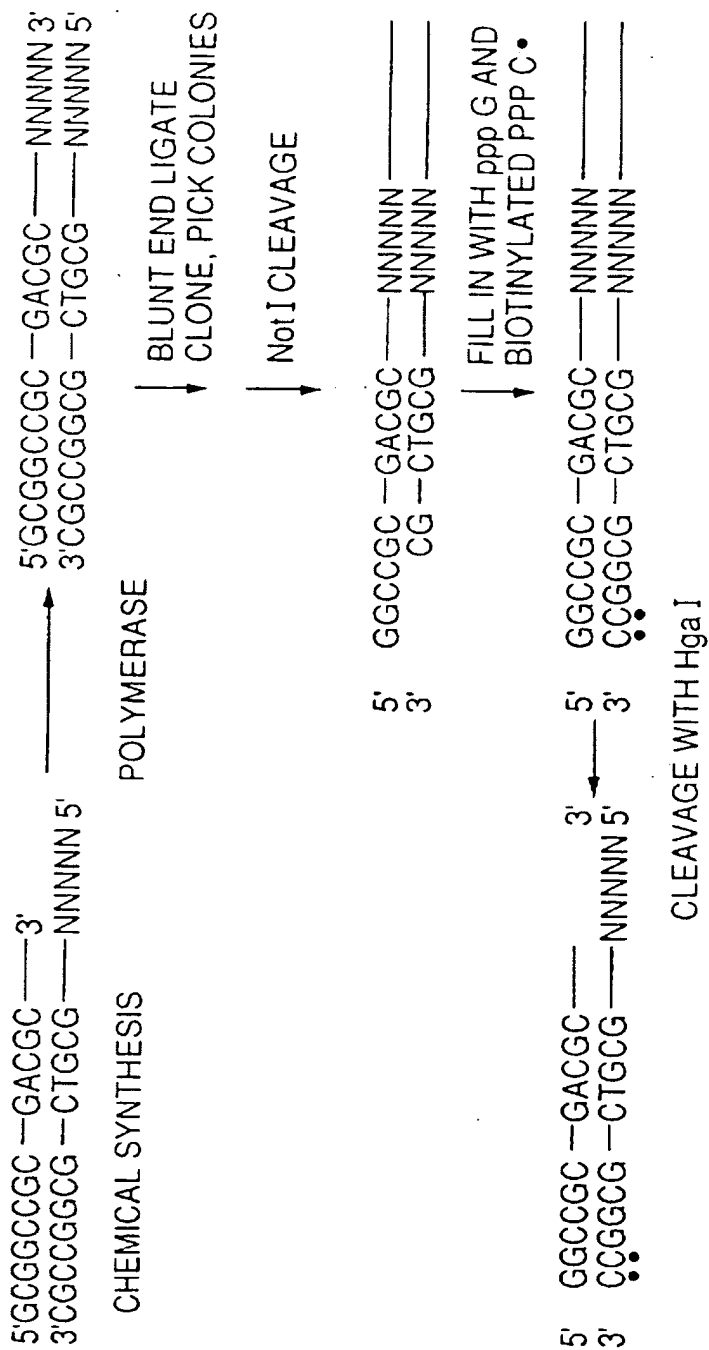 5'GCGGCCGC—GACGC——3'
3'CGCCGGCG—CTGCG——NNNNN 5'
CHEMICAL SYNTHESIS
POLYMERASE
5'GCGGCCGC—GACGC——NNNNN 3'
3'CGCCGGCG—CTGCG——NNNNN 5'
BLUNT END LIGATE
CLONE, PICK COLONIES
NotI CLEAVAGE
5' GGCCGC—GACGC——NNNNN——
3' CG—CTGCG——NNNNN——
FILL IN WITH ppp G AND
BIOTINYLATED PPP C•
5' GGCCGC—GACGC——NNNNN——
3' CCGGCG—CTGCG——NNNNN——
CLEAVAGE WITH HgaI
5' GGCCGC—GACGC—— 3'
3' CCGGCG—CTGCG——NNNNN 5'